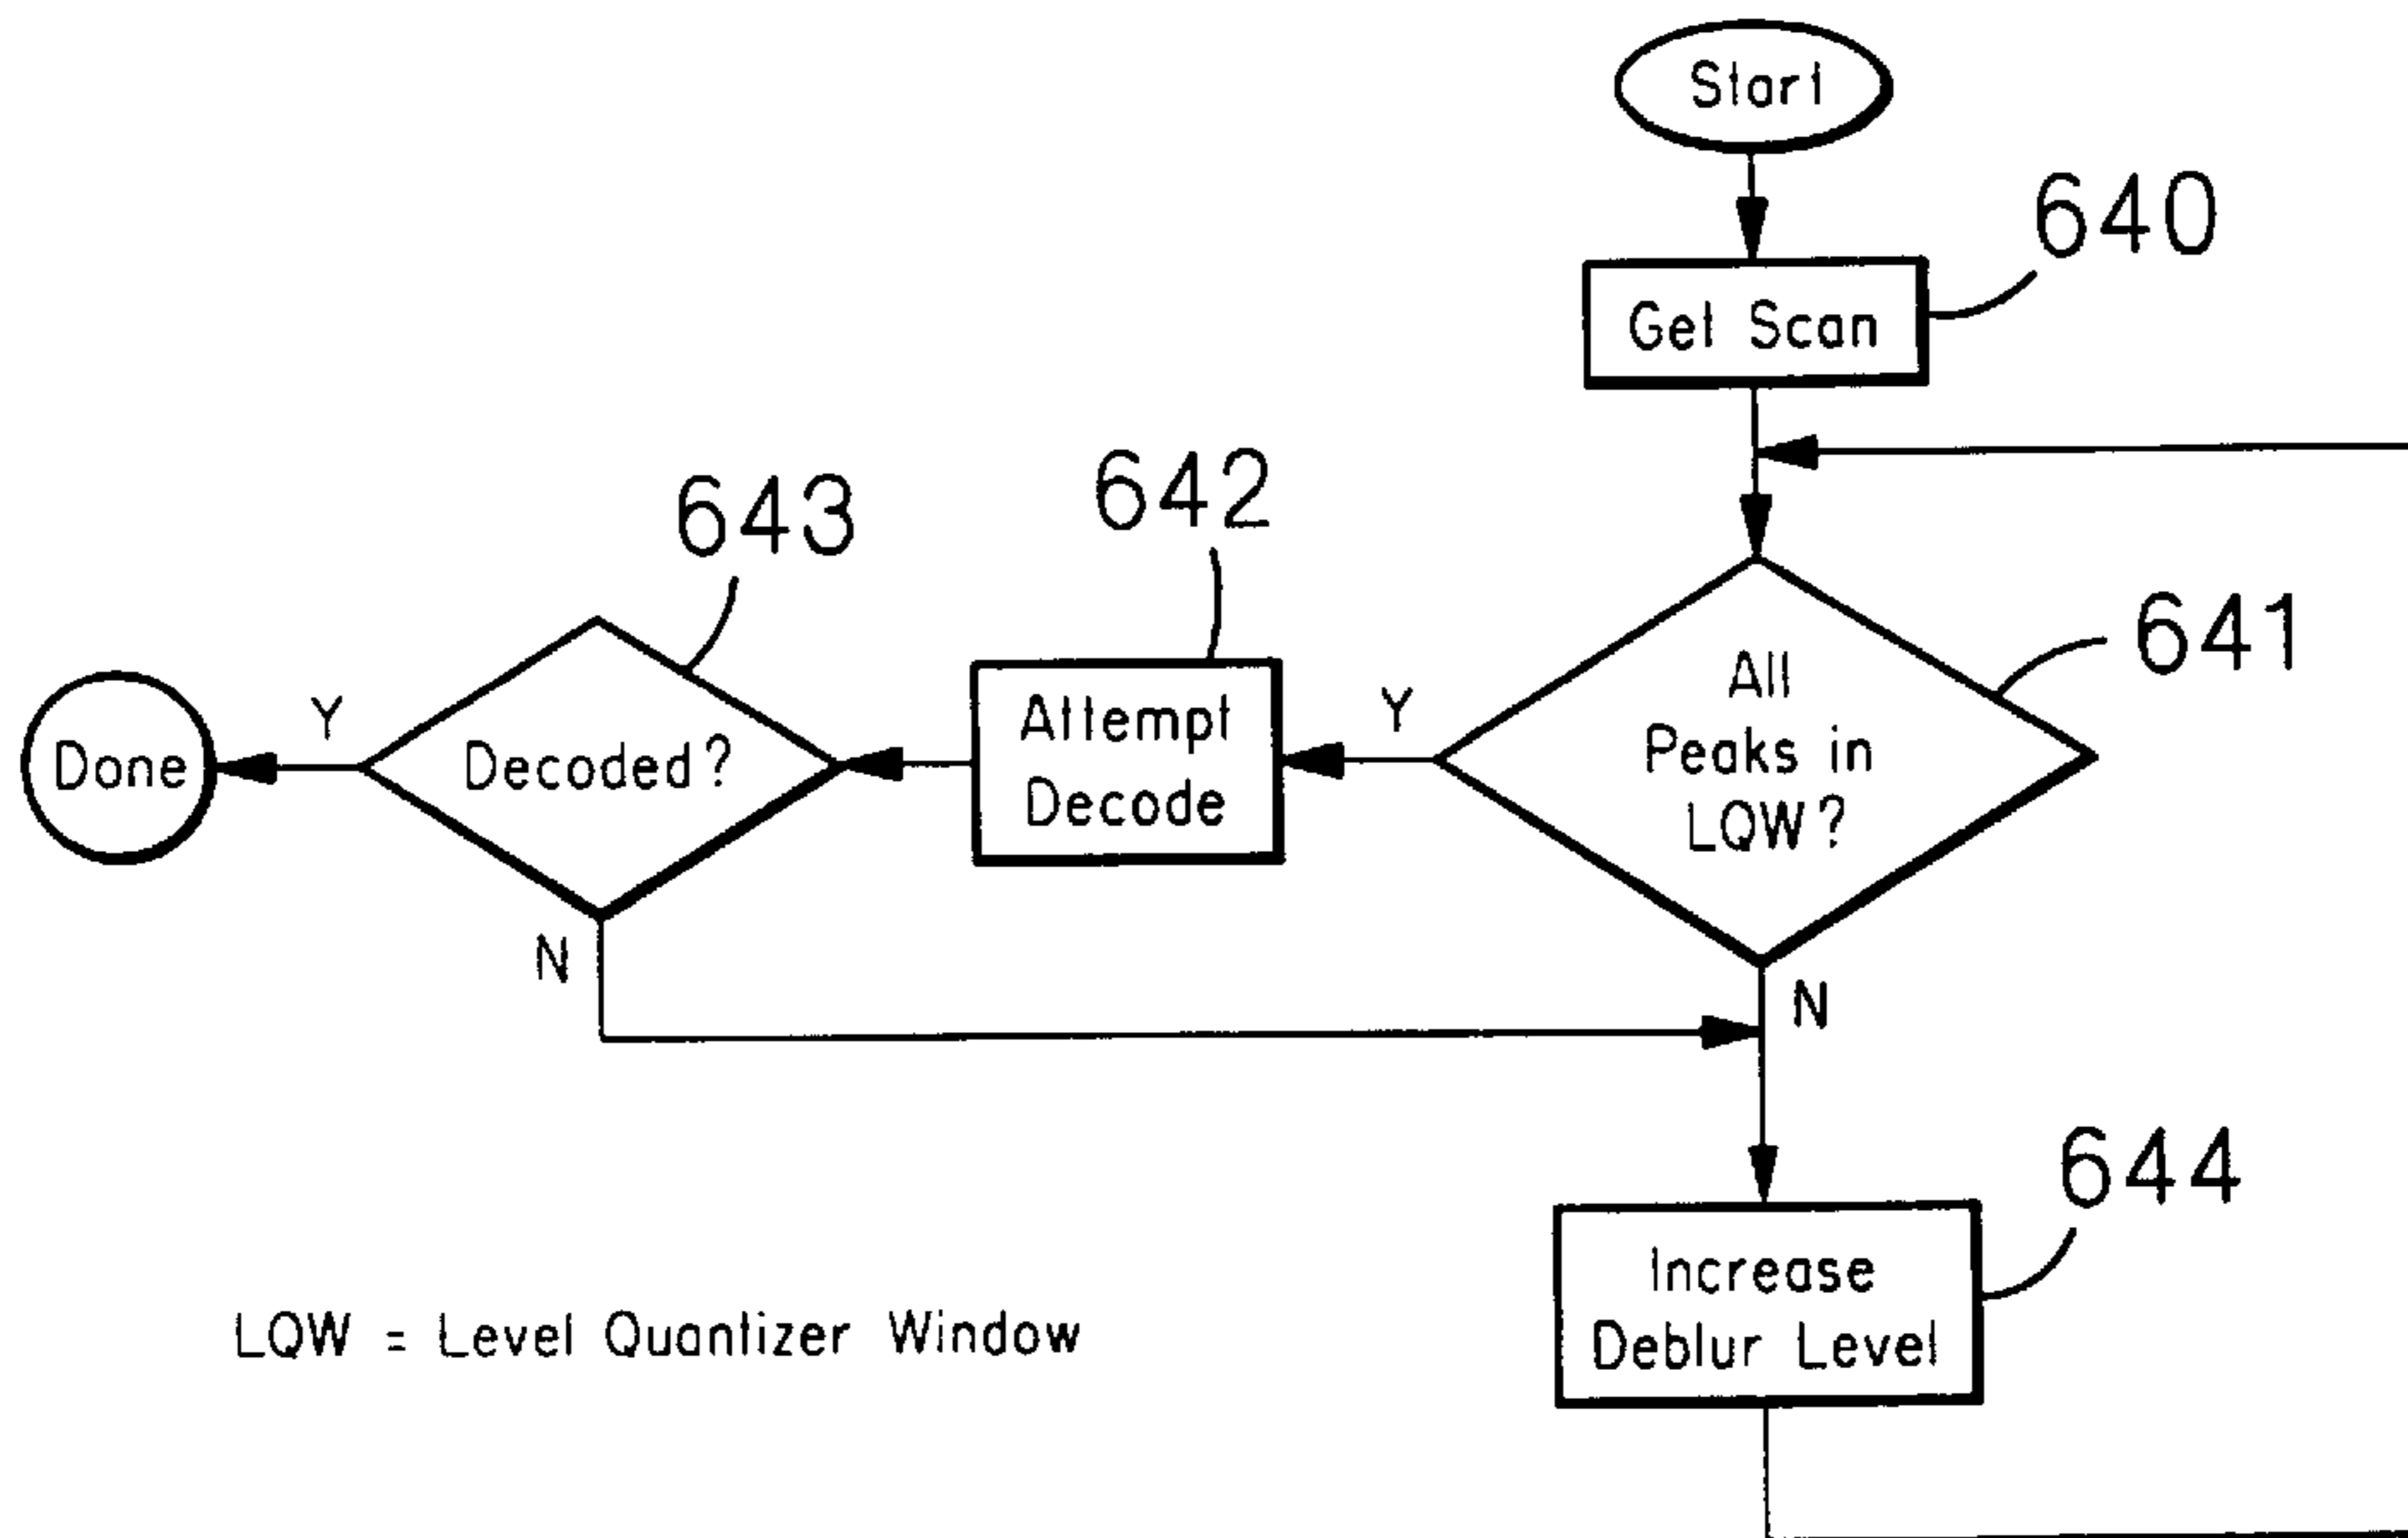 Start
640
Get Scan
643
642
641
All
Peaks in
LQW?
Y
Attempt
Decode
Decoded?
Y
Done
N
N
644
Increase
Deblur Level
LQW = Level Quantizer Window